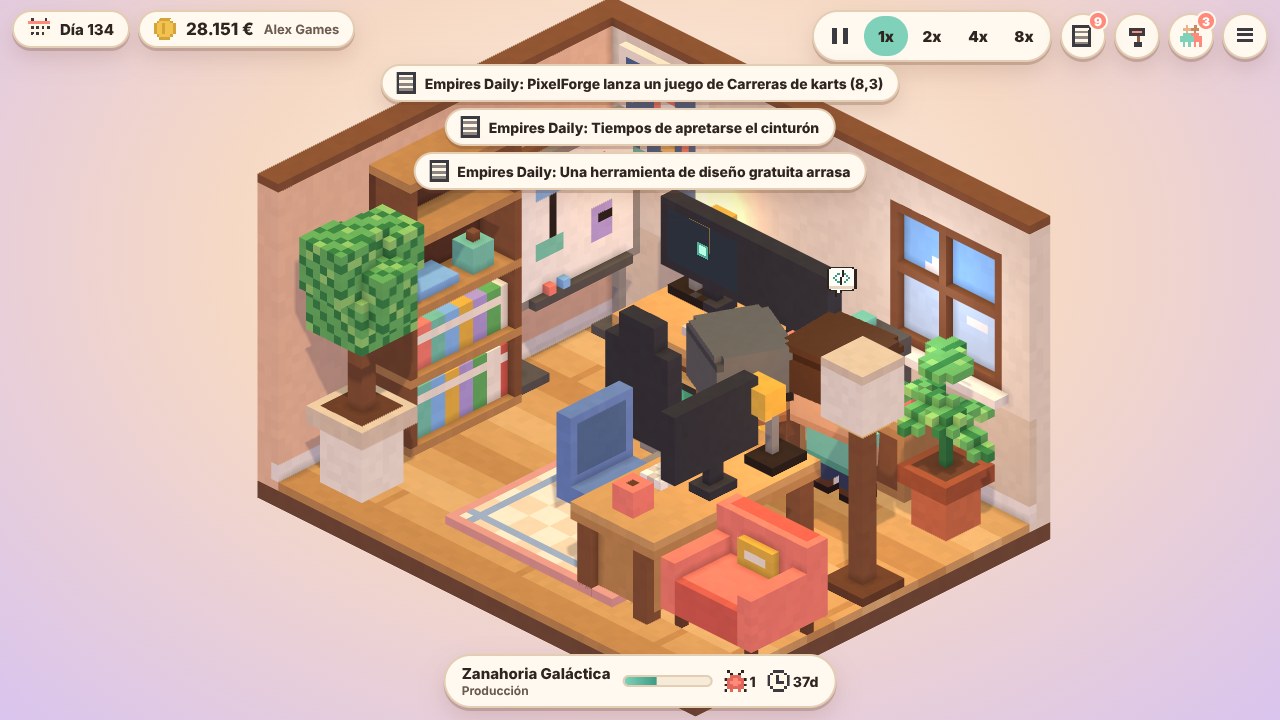 Día 134
28.151 €
Alex Games
1x
2x
4x
8x
9
3
Empires Daily: PixelForge lanza un juego de Carreras de karts (8,3)
Empires Daily: Tiempos de apretarse el cinturón
Empires Daily: Una herramienta de diseño gratuita arrasa
</>
Zanahoria Galáctica
Producción
1
37d